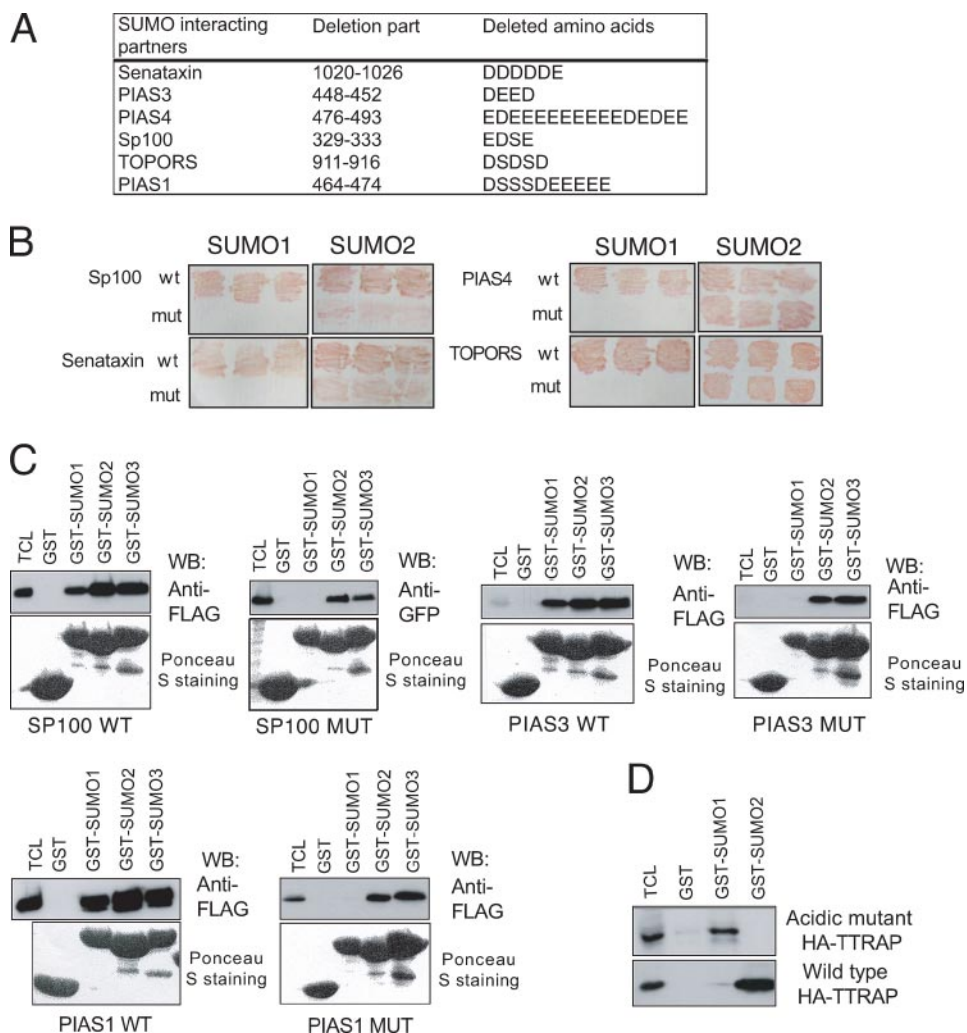 A
SUMO interacting partners Deletion part Deleted amino acids
Senataxin 1020-1026 DDDDDE
PIAS3 448-452 DEED
PIAS4 476-493 EDEEEEEEEEEEDEDEE
Sp100 329-333 EDSE
TOPORS 911-916 DSDSD
PIAS1 464-474 DSSSDEEEEE
B
SUMO1 SUMO2
Sp100 wt
mut
Senataxin wt
mut
SUMO1 SUMO2
PIAS4 wt
mut
TOPORS wt
mut
C
TCL
GST
GST-SUMO1
GST-SUMO2
GST-SUMO3
WB:
Anti-
FLAG
Ponceau
S staining
SP100 WT
TCL
GST
GST-SUMO1
GST-SUMO2
GST-SUMO3
WB:
Anti-
GFP
Ponceau
S staining
SP100 MUT
TCL
GST
GST-SUMO1
GST-SUMO2
GST-SUMO3
WB:
Anti-
FLAG
Ponceau
S staining
PIAS3 WT
TCL
GST
GST-SUMO1
GST-SUMO2
GST-SUMO3
WB:
Anti-
FLAG
Ponceau
S staining
PIAS3 MUT
TCL
GST
GST-SUMO1
GST-SUMO2
GST-SUMO3
WB:
Anti-
FLAG
Ponceau
S staining
PIAS1 WT
TCL
GST
GST-SUMO1
GST-SUMO2
GST-SUMO3
WB:
Anti-
FLAG
Ponceau
S staining
PIAS1 MUT
D
TCL
GST
GST-SUMO1
GST-SUMO2
Acidic mutant
HA-TTRAP
Wild type
HA-TTRAP